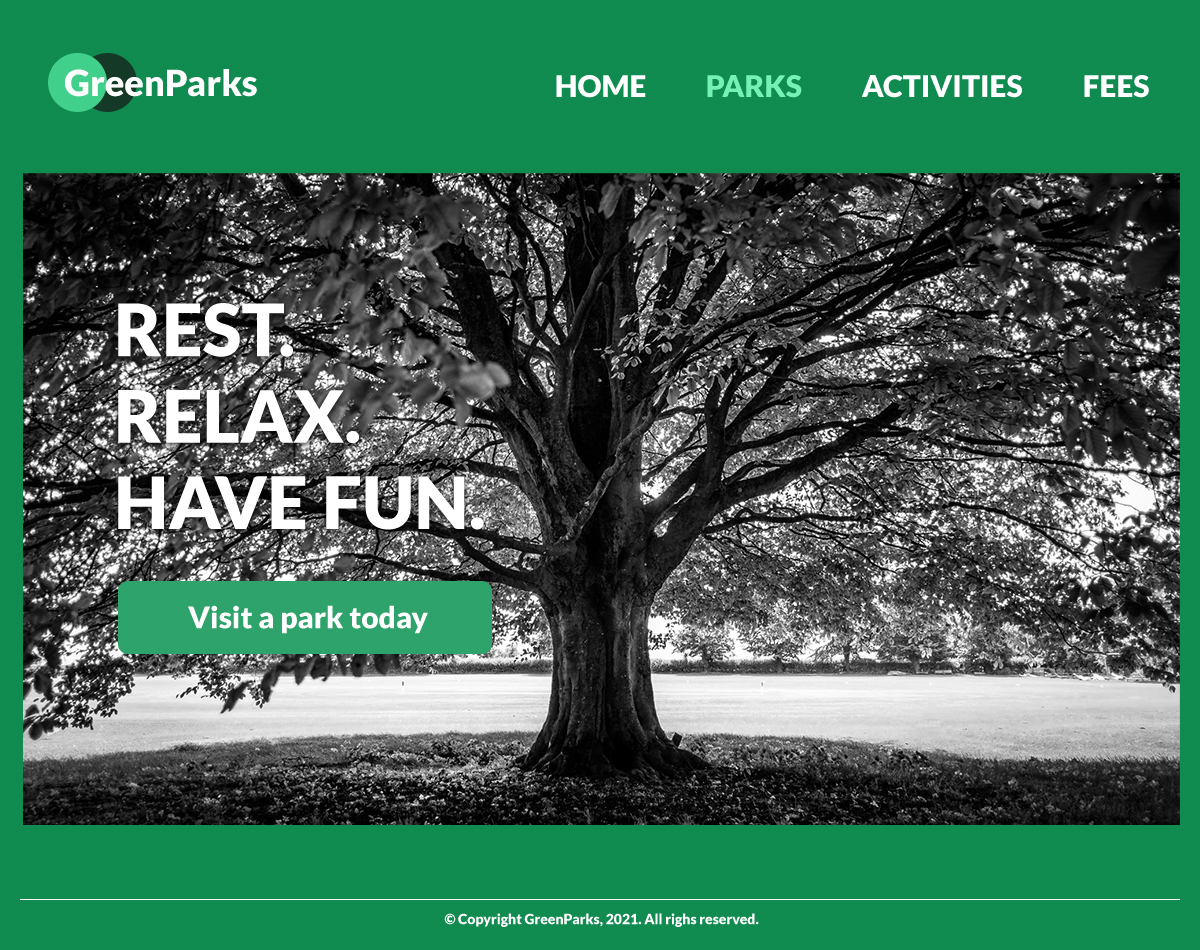 GreenParks
HOME PARKS ACTIVITIES FEES
REST.
RELAX.
HAVE FUN.
Visit a park today
© Copyright GreenParks, 2021. All righs reserved.